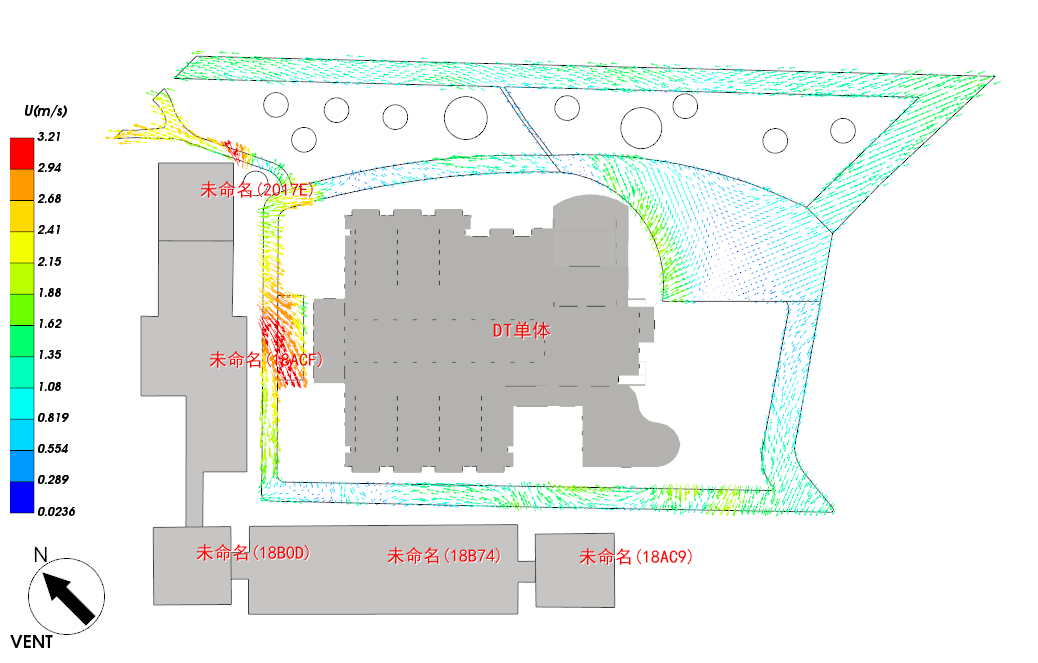 U(m/s)
3.21
2.94
2.68
2.41
2.15
1.88
1.62
1.35
1.08
0.819
0.554
0.289
0.0236
未命名(2017E)
DT单体
未命名(18ACF)
未命名(18B0D)
未命名(18B74)
未命名(18AC9)
N
VENT